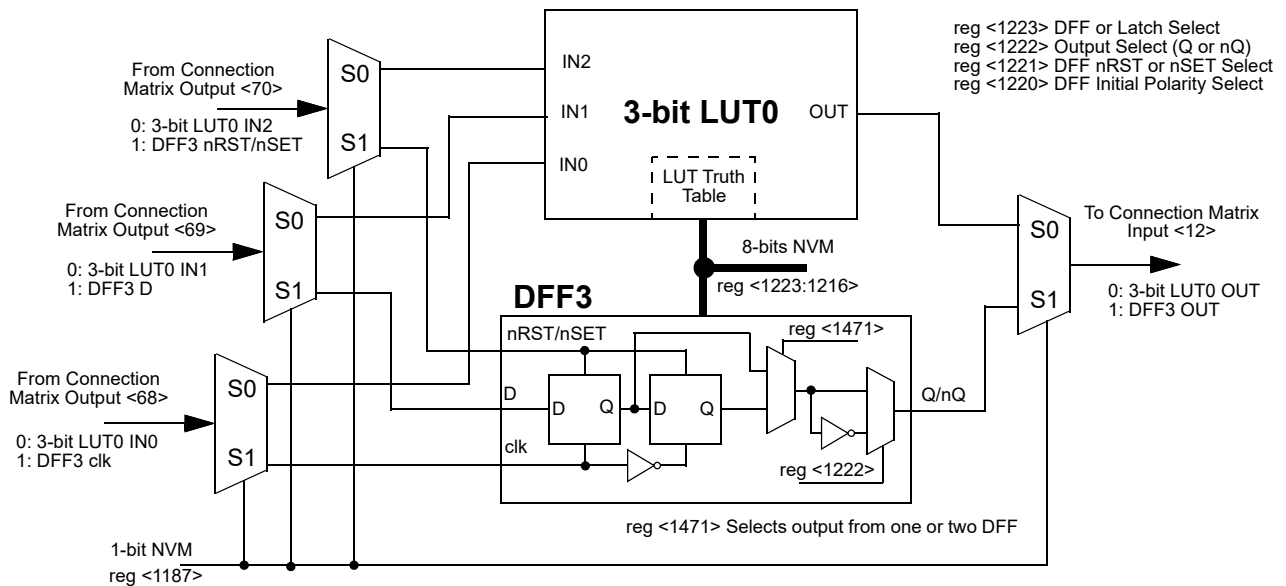 reg <1223> DFF or Latch Select
reg <1222> Output Select (Q or nQ)
reg <1221> DFF nRST or nSET Select
reg <1220> DFF Initial Polarity Select
From Connection
Matrix Output <70>
0: 3-bit LUT0 IN2
1: DFF3 nRST/nSET
S0
S1
From Connection
Matrix Output <69>
0: 3-bit LUT0 IN1
1: DFF3 D
S0
S1
From Connection
Matrix Output <68>
0: 3-bit LUT0 IN0
1: DFF3 clk
S0
S1
1-bit NVM
reg <1187>
IN2
IN1
IN0
3-bit LUT0
OUT
LUT Truth
Table
8-bits NVM
reg <1223:1216>
DFF3
nRST/nSET
D
clk
D
Q
D
Q
reg <1471>
reg <1222>
Q/nQ
reg <1471> Selects output from one or two DFF
S0
S1
To Connection Matrix
Input <12>
0: 3-bit LUT0 OUT
1: DFF3 OUT